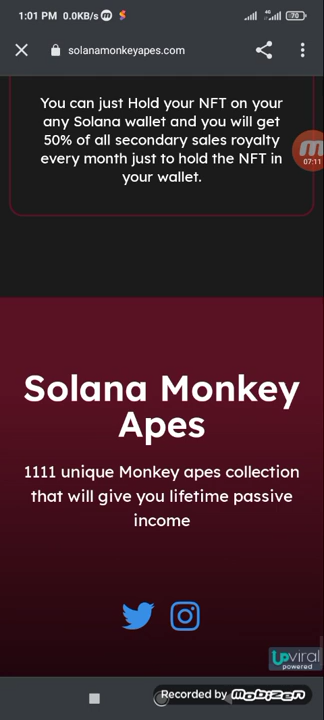 1:01 PM 0.0KB/s
4G
70
solanamonkeyapes.com
You can just Hold your NFT on your
any Solana wallet and you will get
50% of all secondary sales royalty
every month just to hold the NFT in
your wallet.
07:11
Solana Monkey
Apes
1111 unique Monkey apes collection
that will give you lifetime passive
income
Upviral
powered
Recorded by mobizen